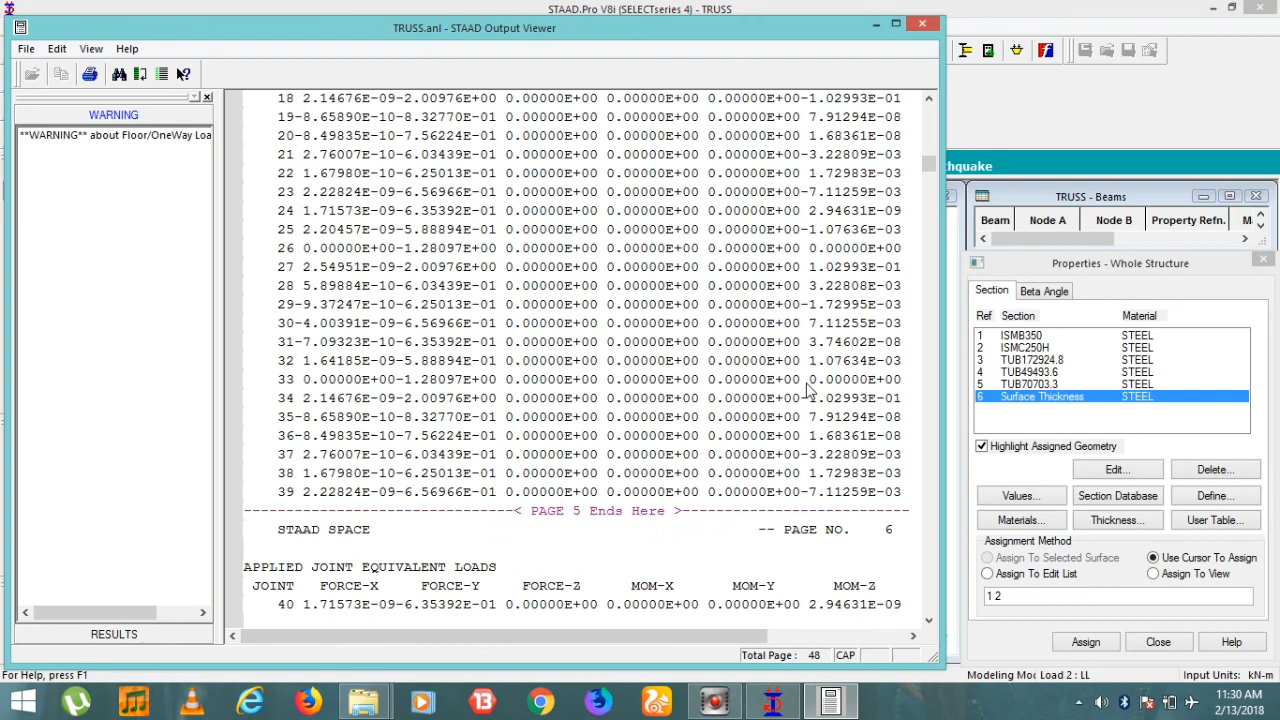 STAAD.Pro V8i (SELECTseries 4) - TRUSS
TRUSS.anl - STAAD Output Viewer
File Edit View Help
WARNING
**WARNING** about Floor/OneWay Loa
RESULTS
18 2.14676E-09-2.00976E+00 0.00000E+00 0.00000E+00 0.00000E+00-1.02993E-01
19-8.65890E-10-8.32770E-01 0.00000E+00 0.00000E+00 0.00000E+00 7.91294E-08
20-8.49835E-10-7.56224E-01 0.00000E+00 0.00000E+00 0.00000E+00 1.68361E-08
21 2.76007E-10-6.03439E-01 0.00000E+00 0.00000E+00 0.00000E+00-3.22809E-03
22 1.67980E-10-6.25013E-01 0.00000E+00 0.00000E+00 0.00000E+00 1.72983E-03
23 2.22824E-10-6.56966E-01 0.00000E+00 0.00000E+00 0.00000E+00-7.11259E-03
24 1.71573E-09-6.35392E-01 0.00000E+00 0.00000E+00 0.00000E+00 2.94631E-09
25 2.20457E-09-5.88894E-01 0.00000E+00 0.00000E+00 0.00000E+00-1.07636E-03
26 0.00000E+00-1.28097E+00 0.00000E+00 0.00000E+00 0.00000E+00 0.00000E+00
27 2.54951E-09-2.00976E+00 0.00000E+00 0.00000E+00 0.00000E+00 1.02993E-01
28 5.89884E-10-6.03439E-01 0.00000E+00 0.00000E+00 0.00000E+00 3.22808E-03
29-9.37247E-10-6.25013E-01 0.00000E+00 0.00000E+00 0.00000E+00-1.72995E-03
30-4.00391E-09-6.56966E-01 0.00000E+00 0.00000E+00 0.00000E+00 7.11255E-03
31-7.09323E-10-6.35392E-01 0.00000E+00 0.00000E+00 0.00000E+00 3.74602E-08
32 1.64185E-09-5.88894E-01 0.00000E+00 0.00000E+00 0.00000E+00 1.07634E-03
33 0.00000E+00-1.28097E+00 0.00000E+00 0.00000E+00 0.00000E+00 0.00000E+00
34 2.14676E-09-2.00976E+00 0.00000E+00 0.00000E+00 0.00000E+00-1.02993E-01
35-8.65890E-10-8.32770E-01 0.00000E+00 0.00000E+00 0.00000E+00 7.91294E-08
36-8.49835E-10-7.56224E-01 0.00000E+00 0.00000E+00 0.00000E+00 1.68361E-08
37 2.76007E-10-6.03439E-01 0.00000E+00 0.00000E+00 0.00000E+00-3.22809E-03
38 1.67980E-10-6.25013E-01 0.00000E+00 0.00000E+00 0.00000E+00 1.72983E-03
39 2.22824E-10-6.56966E-01 0.00000E+00 0.00000E+00 0.00000E+00-7.11259E-03
< PAGE 5 Ends Here >
STAAD SPACE -- PAGE NO. 6
APPLIED JOINT EQUIVALENT LOADS
JOINT FORCE-X FORCE-Y FORCE-Z MOM-X MOM-Y MOM-Z
40 1.71573E-09-6.35392E-01 0.00000E+00 0.00000E+00 0.00000E+00 2.94631E-09
Total Page : 48 CAP
hquake
TRUSS - Beams
Beam Node A Node B Property Refn. M
Properties - Whole Structure
Section Beta Angle
Ref Section Material
1 ISMB350 STEEL
2 ISMC250H STEEL
3 TUB172924.8 STEEL
4 TUB49493.6 STEEL
5 TUB70703.3 STEEL
6 Surface Thickness STEEL
Highlight Assigned Geometry
Edit... Delete...
Values... Section Database Define...
Materials... Thickness... User Table...
Assignment Method
Assign To Selected Surface Use Cursor To Assign
Assign To Edit List Assign To View
1 2
Assign Close Help
For Help, press F1 Modeling Mo Load 2 : LL Input Units: kN-m
13
11:30 AM
2/13/2018